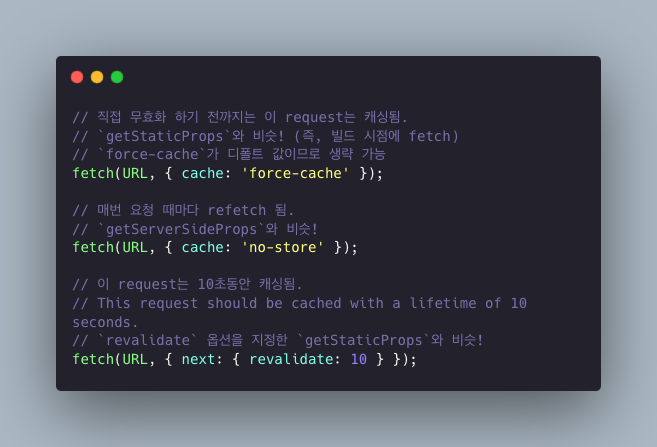 // 직접 무효화 하기 전까지는 이 request는 캐싱됨.
// `getStaticProps`와 비슷! (즉, 빌드 시점에 fetch)
// `force-cache`가 디폴트 값이므로 생략 가능
fetch(URL, { cache: 'force-cache' });
// 매번 요청 때마다 refetch 됨.
// `getServerSideProps`와 비슷!
fetch(URL, { cache: 'no-store' });
// 이 request는 10초동안 캐싱됨.
// This request should be cached with a lifetime of 10
seconds.
// `revalidate` 옵션을 지정한 `getStaticProps`와 비슷!
fetch(URL, { next: { revalidate: 10 } });